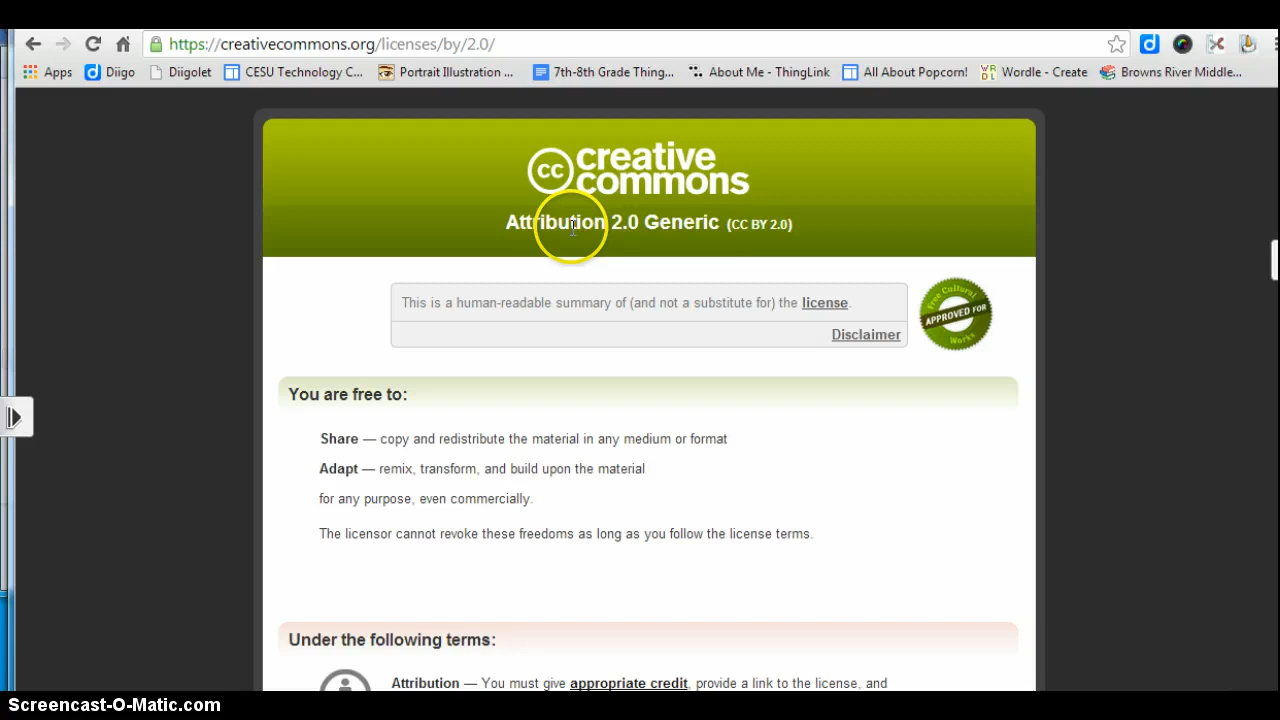 https://creativecommons.org/licenses/by/2.0/
Apps Diigo Diigolet CESU Technology C... Portrait Illustration ... 7th-8th Grade Thing... About Me - ThingLink All About Popcorn! WRDL Wordle - Create Browns River Middle...
cc creative commons
Attribution 2.0 Generic (CC BY 2.0)
This is a human-readable summary of (and not a substitute for) the license.
Disclaimer
Free Cultural
APPROVED FOR
Works
You are free to:
Share — copy and redistribute the material in any medium or format
Adapt — remix, transform, and build upon the material
for any purpose, even commercially.
The licensor cannot revoke these freedoms as long as you follow the license terms.
Under the following terms:
Attribution — You must give appropriate credit, provide a link to the license, and
Screencast-O-Matic.com